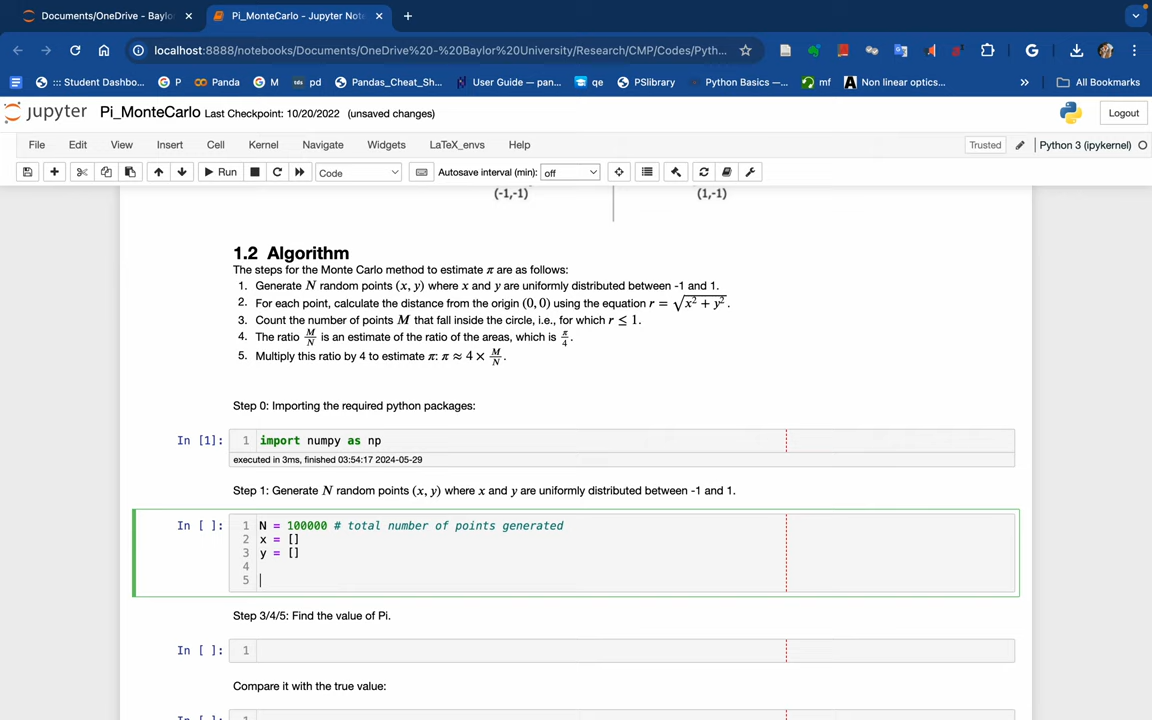 Documents/OneDrive - Baylo
Pi_MonteCarlo - Jupyter Not
localhost:8888/notebooks/Documents/OneDrive%20-%20Baylor%20University/Research/CMP/Codes/Pyth...
::: Student Dashbo...
P
Panda
M
pd
Pandas_Cheat_Sh...
User Guide — pan...
qe
PSlibrary
Python Basics —...
mf
Non linear optics...
All Bookmarks
jupyter Pi_MonteCarlo Last Checkpoint: 10/20/2022 (unsaved changes)
Logout
File Edit View Insert Cell Kernel Navigate Widgets LaTeX_envs Help
Trusted
Python 3 (ipykernel)
Run
Code
Autosave interval (min): off
(-1,-1)
(1,-1)
1.2 Algorithm
The steps for the Monte Carlo method to estimate π are as follows:
1. Generate N random points (x, y) where x and y are uniformly distributed between -1 and 1.
2. For each point, calculate the distance from the origin (0, 0) using the equation r = √x² + y².
3. Count the number of points M that fall inside the circle, i.e., for which r ≤ 1.
4. The ratio M/N is an estimate of the ratio of the areas, which is π/4.
5. Multiply this ratio by 4 to estimate π: π ≈ 4 × M/N.
Step 0: Importing the required python packages:
In [1]: 1 import numpy as np
executed in 3ms, finished 03:54:17 2024-05-29
Step 1: Generate N random points (x, y) where x and y are uniformly distributed between -1 and 1.
In [ ]: 1 N = 100000 # total number of points generated
2 x = []
3 y = []
4
5
Step 3/4/5: Find the value of Pi.
In [ ]: 1
Compare it with the true value: